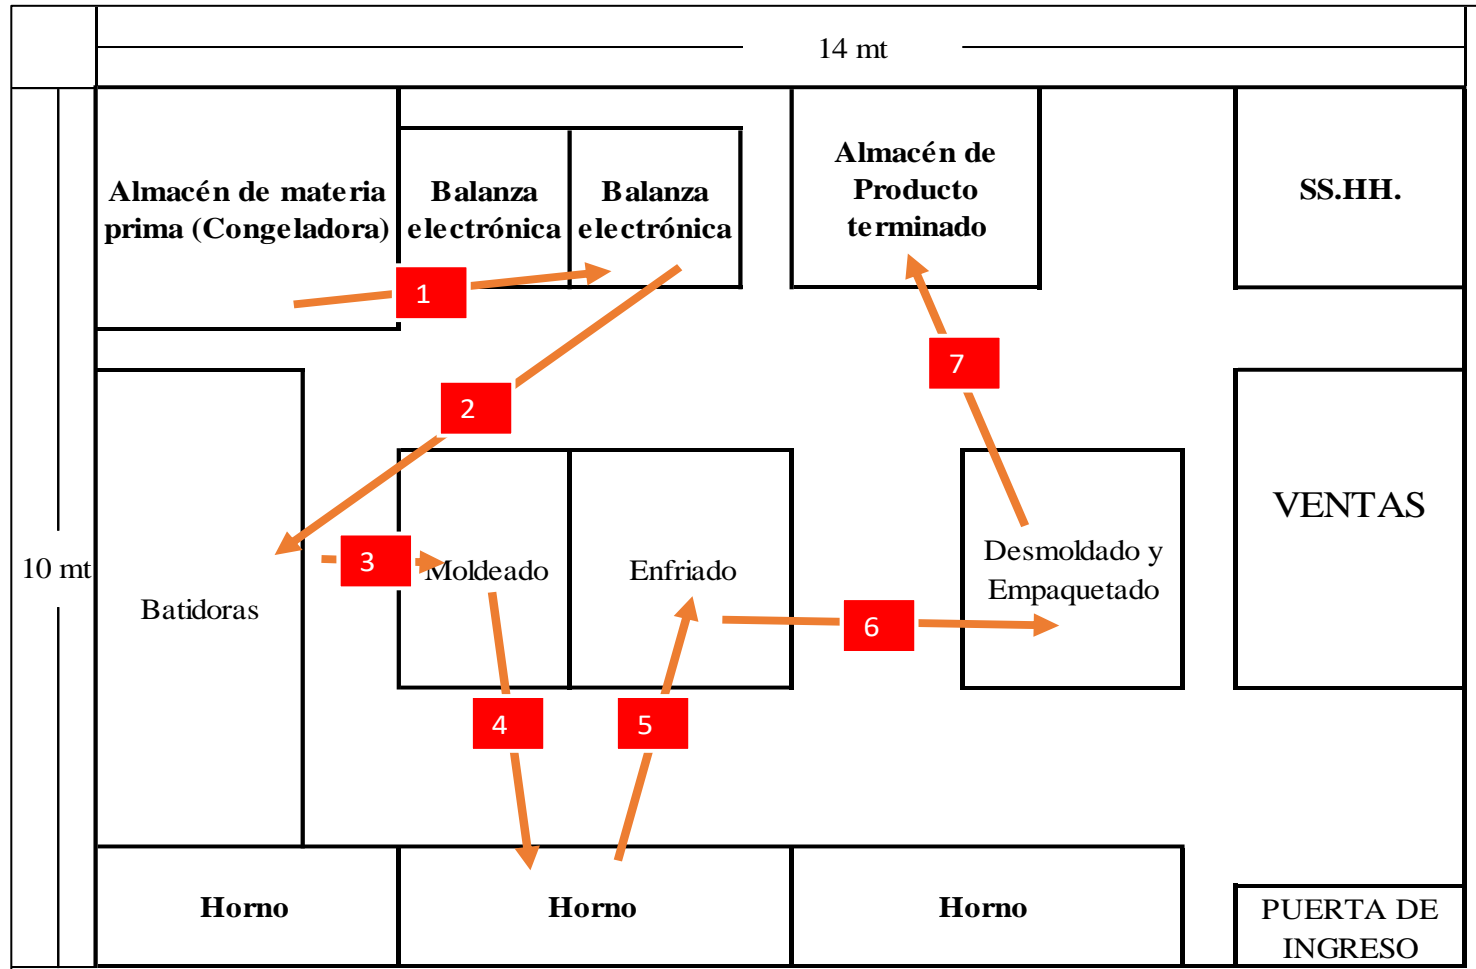 14 mt
Almacén de materia
prima (Congeladora)
Balanza
electrónica
Balanza
electrónica
Almacén de
Producto
terminado
SS.HH.
1
2
7
10 mt
Batidoras
3
Moldeado
Enfriado
6
Desmoldado y
Empaquetado
VENTAS
4
5
Horno
Horno
Horno
PUERTA DE
INGRESO